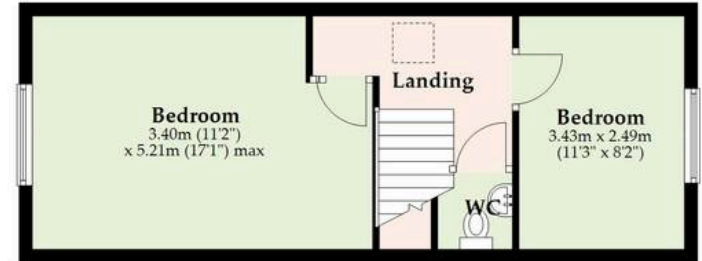 Bedroom
3.40m (11'2")
x 5.21m (17'1") max
Landing
Bedroom
3.43m x 2.49m
(11'3" x 8'2")
WC